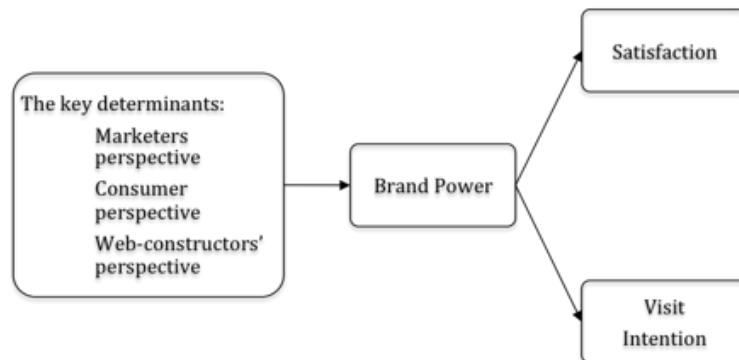 The key determinants:
Marketers
perspective
Consumer
perspective
Web-constructors'
perspective
Brand Power
Satisfaction
Visit
Intention